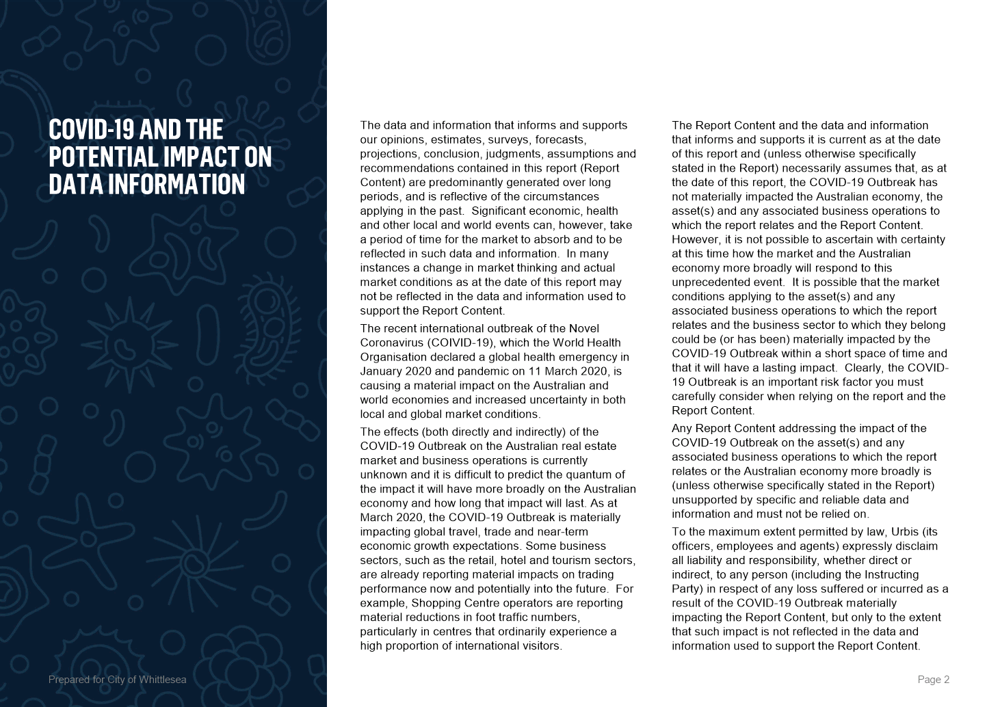 COVID-19 AND THE
POTENTIAL IMPACT ON
DATA INFORMATION
The data and information that informs and supports
our opinions, estimates, surveys, forecasts,
projections, conclusion, judgments, assumptions and
recommendations contained in this report (Report
Content) are predominantly generated over long
periods, and is reflective of the circumstances
applying in the past.  Significant economic, health
and other local and world events can, however, take
a period of time for the market to absorb and to be
reflected in such data and information.  In many
instances a change in market thinking and actual
market conditions as at the date of this report may
not be reflected in the data and information used to
support the Report Content.
The recent international outbreak of the Novel
Coronavirus (COIVID-19), which the World Health
Organisation declared a global health emergency in
January 2020 and pandemic on 11 March 2020, is
causing a material impact on the Australian and
world economies and increased uncertainty in both
local and global market conditions.
The effects (both directly and indirectly) of the
COVID-19 Outbreak on the Australian real estate
market and business operations is currently
unknown and it is difficult to predict the quantum of
the impact it will have more broadly on the Australian
economy and how long that impact will last. As at
March 2020, the COVID-19 Outbreak is materially
impacting global travel, trade and near-term
economic growth expectations. Some business
sectors, such as the retail, hotel and tourism sectors,
are already reporting material impacts on trading
performance now and potentially into the future.  For
example, Shopping Centre operators are reporting
material reductions in foot traffic numbers,
particularly in centres that ordinarily experience a
high proportion of international visitors.
The Report Content and the data and information
that informs and supports it is current as at the date
of this report and (unless otherwise specifically
stated in the Report) necessarily assumes that, as at
the date of this report, the COVID-19 Outbreak has
not materially impacted the Australian economy, the
asset(s) and any associated business operations to
which the report relates and the Report Content.
However, it is not possible to ascertain with certainty
at this time how the market and the Australian
economy more broadly will respond to this
unprecedented event.  It is possible that the market
conditions applying to the asset(s) and any
associated business operations to which the report
relates and the business sector to which they belong
could be (or has been) materially impacted by the
COVID-19 Outbreak within a short space of time and
that it will have a lasting impact.  Clearly, the COVID-
19 Outbreak is an important risk factor you must
carefully consider when relying on the report and the
Report Content.
Any Report Content addressing the impact of the
COVID-19 Outbreak on the asset(s) and any
associated business operations to which the report
relates or the Australian economy more broadly is
(unless otherwise specifically stated in the Report)
unsupported by specific and reliable data and
information and must not be relied on.
To the maximum extent permitted by law, Urbis (its
officers, employees and agents) expressly disclaim
all liability and responsibility, whether direct or
indirect, to any person (including the Instructing
Party) in respect of any loss suffered or incurred as a
result of the COVID-19 Outbreak materially
impacting the Report Content, but only to the extent
that such impact is not reflected in the data and
information used to support the Report Content.
Prepared for City of Whittlesea
Page 2